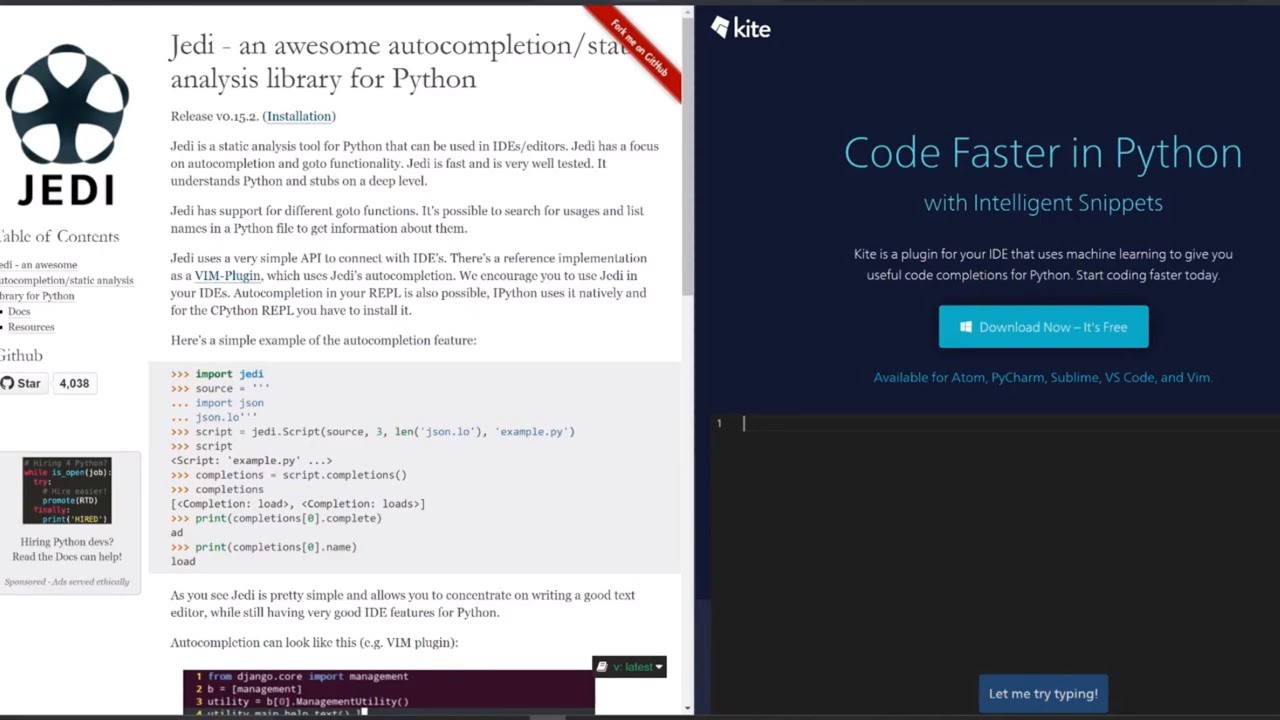 JEDI
Table of Contents
edi - an awesome
utocompletion/static analysis
brary for Python
Docs
Resources
Github
Star 4,038
# Hiring 4 Python?
while is_open(job):
try:
# Hire easier!
promote(RTD)
finally:
print('HIRED')
Hiring Python devs?
Read the Docs can help!
Sponsored · Ads served ethically
Jedi - an awesome autocompletion/stat
analysis library for Python
Fork me on GitHub
Release v0.15.2. (Installation)
Jedi is a static analysis tool for Python that can be used in IDEs/editors. Jedi has a focus
on autocompletion and goto functionality. Jedi is fast and is very well tested. It
understands Python and stubs on a deep level.
Jedi has support for different goto functions. It's possible to search for usages and list
names in a Python file to get information about them.
Jedi uses a very simple API to connect with IDE's. There's a reference implementation
as a VIM-Plugin, which uses Jedi's autocompletion. We encourage you to use Jedi in
your IDEs. Autocompletion in your REPL is also possible, IPython uses it natively and
for the CPython REPL you have to install it.
Here's a simple example of the autocompletion feature:
>>> import jedi
>>> source = '''
... import json
... json.lo'''
>>> script = jedi.Script(source, 3, len('json.lo'), 'example.py')
>>> script
<Script: 'example.py' ...>
>>> completions = script.completions()
>>> completions
[<Completion: load>, <Completion: loads>]
>>> print(completions[0].complete)
ad
>>> print(completions[0].name)
load
As you see Jedi is pretty simple and allows you to concentrate on writing a good text
editor, while still having very good IDE features for Python.
Autocompletion can look like this (e.g. VIM plugin):
v: latest
1 from django.core import management
2 b = [management]
3 utility = b[0].ManagementUtility()
4 utility.main_help_text()
kite
Code Faster in Python
with Intelligent Snippets
Kite is a plugin for your IDE that uses machine learning to give you
useful code completions for Python. Start coding faster today.
Download Now – It's Free
Available for Atom, PyCharm, Sublime, VS Code, and Vim.
1
Let me try typing!